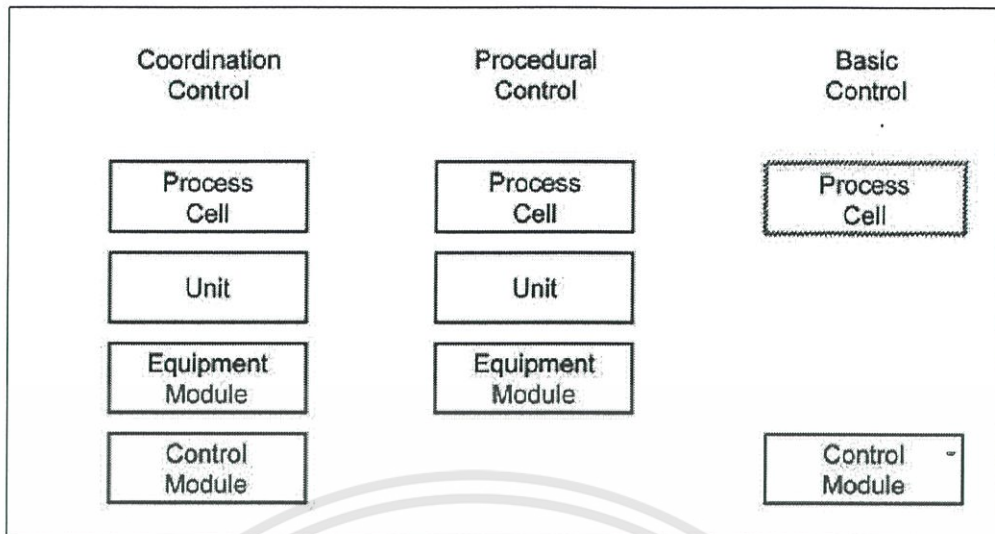 Coordination
Control
Procedural
Control
Basic
Control
Process
Cell
Process
Cell
Process
Cell
Unit
Unit
Equipment
Module
Equipment
Module
Control
Module
Control
Module